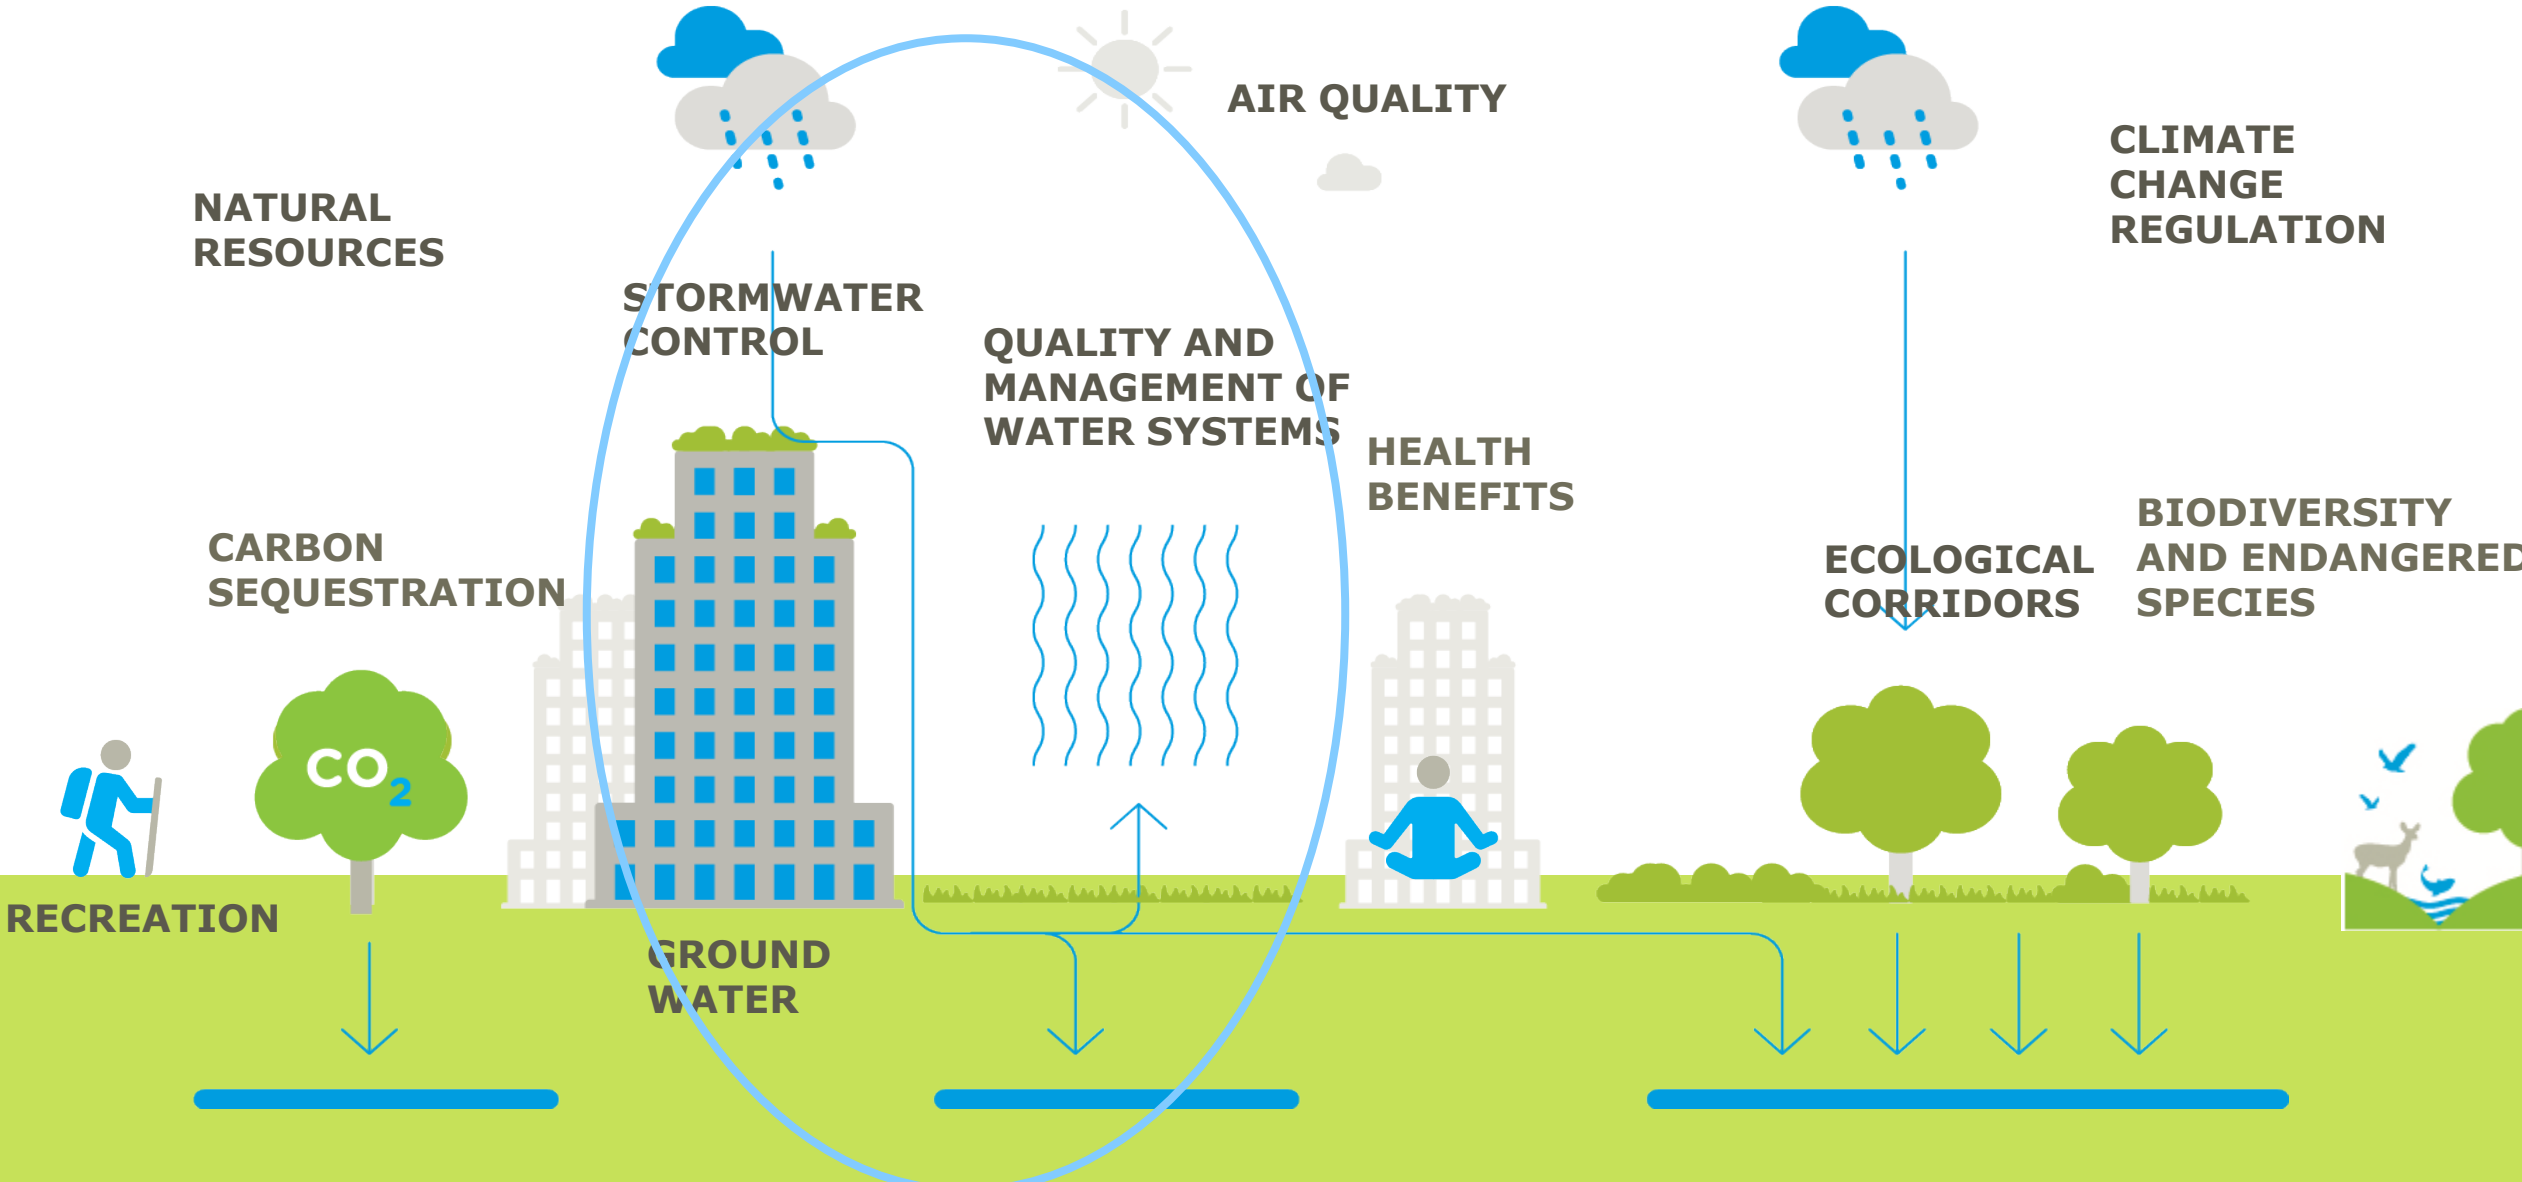 AIR QUALITY
CLIMATE
CHANGE
REGULATION
NATURAL
RESOURCES
STORMWATER
CONTROL
QUALITY AND
MANAGEMENT OF
WATER SYSTEMS
HEALTH
BENEFITS
CARBON
SEQUESTRATION
ECOLOGICAL
CORRIDORS
BIODIVERSITY
AND ENDANGERED
SPECIES
CO2
RECREATION
GROUND
WATER